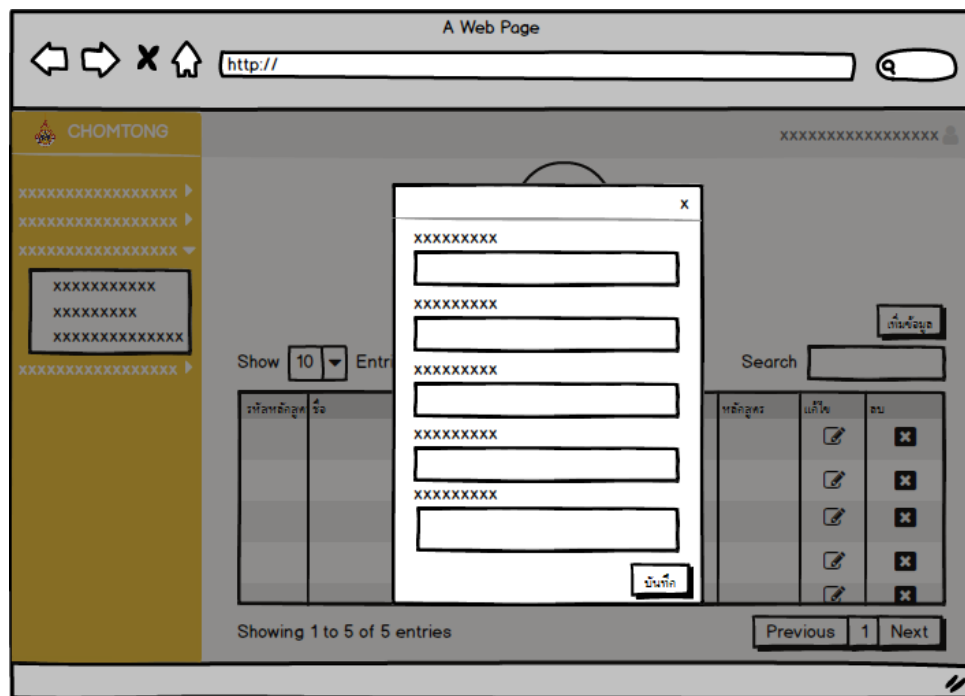 A Web Page
http://
CHOMTONG
xxxxxxxxxxxxxxxxx
xxxxxxxxxxxxxxxxx
xxxxxxxxxxxxxxxxx
xxxxxxxxxxxxxxxxx
xxxxxxxxxxx
xxxxxxxxx
xxxxxxxxxxxxxx
xxxxxxxxxxxxxxxxx
x
xxxxxxxxx
xxxxxxxxx
xxxxxxxxx
xxxxxxxxx
xxxxxxxxx
บันทึก
เพิ่มข้อมูล
Show 10 Entri
Search
รหัสหลักสูต ชื่อ หลักสูตร แก้ไข ลบ
Showing 1 to 5 of 5 entries
Previous 1 Next